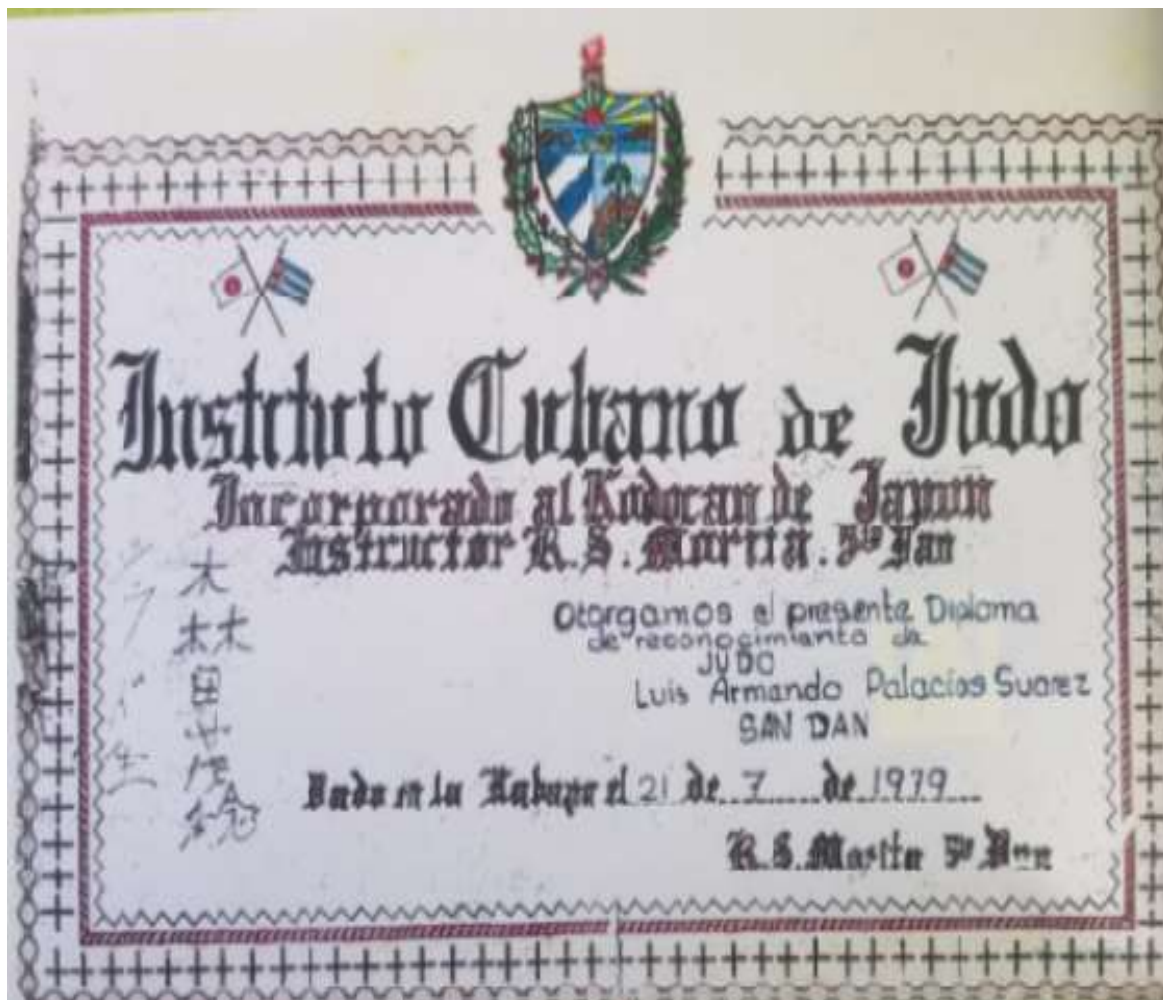 Instituto Cubano de Judo
Incorporado al Kodocan de Japon
Instructor R. S. Morita. 5to Dan
Otorgamos el presente Diploma
de reconocimiento de
JUDO
Luis Armando Palacios Suarez
SAN DAN
Dado en la Habana el 21 de 7 de 1979
R. S. Morita 5to Dan